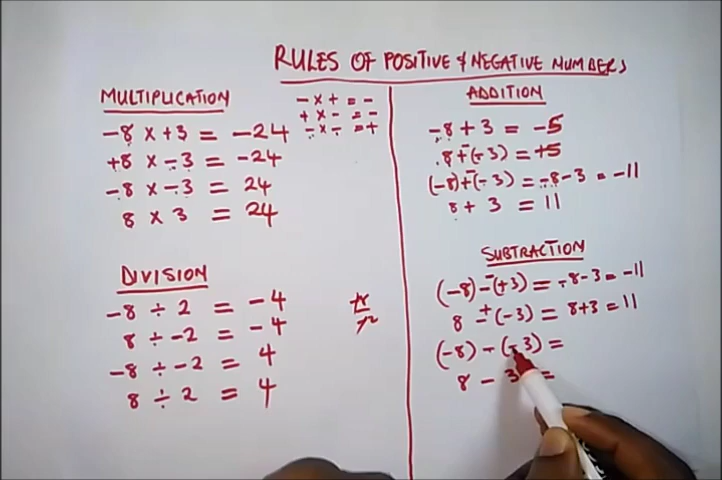 RULES OF POSITIVE & NEGATIVE NUMBERS
MULTIPLICATION
- x + = -
+ x - = -
- x - = +
-8 x +3 = -24
+8 x -3 = -24
-8 x -3 = 24
8 x 3 = 24
DIVISION
-8 ÷ 2 = -4
8 ÷ -2 = -4
-8 ÷ -2 = 4
8 ÷ 2 = 4
ADDITION
-8 + 3 = -5
8 + (-3) = +5
(-8) + (-3) = -8 - 3 = -11
8 + 3 = 11
SUBTRACTION
(-8) - (+3) = -8 - 3 = -11
8 - (-3) = 8 + 3 = 11
(-8) - (-3) =
8 - 3 =